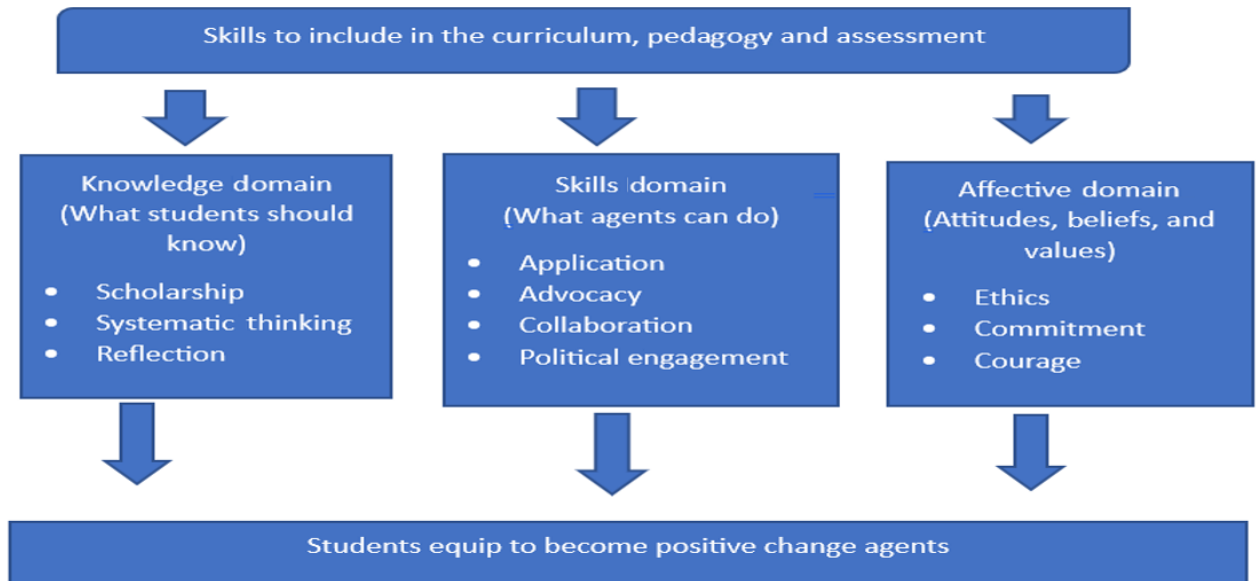 Skills to include in the curriculum, pedagogy and assessment
Knowledge domain
(What students should
know)
• Scholarship
• Systematic thinking
• Reflection
Skills domain
(What agents can do)
• Application
• Advocacy
• Collaboration
• Political engagement
Affective domain
(Attitudes, beliefs, and
values)
• Ethics
• Commitment
• Courage
Students equip to become positive change agents